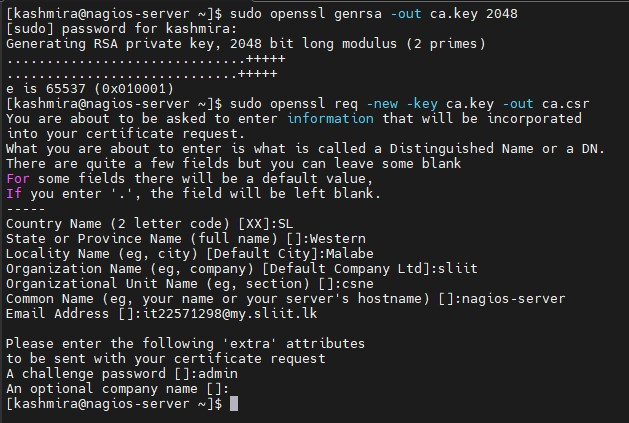 [kashmira@nagios-server ~]$ sudo openssl genrsa -out ca.key 2048
[sudo] password for kashmira:
Generating RSA private key, 2048 bit long modulus (2 primes)
..............................+++++
.............................+++++
e is 65537 (0x010001)
[kashmira@nagios-server ~]$ sudo openssl req -new -key ca.key -out ca.csr
You are about to be asked to enter information that will be incorporated
into your certificate request.
What you are about to enter is what is called a Distinguished Name or a DN.
There are quite a few fields but you can leave some blank
For some fields there will be a default value,
If you enter '.', the field will be left blank.
-----
Country Name (2 letter code) [XX]:SL
State or Province Name (full name) []:Western
Locality Name (eg, city) [Default City]:Malabe
Organization Name (eg, company) [Default Company Ltd]:sliit
Organizational Unit Name (eg, section) []:csne
Common Name (eg, your name or your server's hostname) []:nagios-server
Email Address []:it22571298@my.sliit.lk

Please enter the following 'extra' attributes
to be sent with your certificate request
A challenge password []:admin
An optional company name []:
[kashmira@nagios-server ~]$